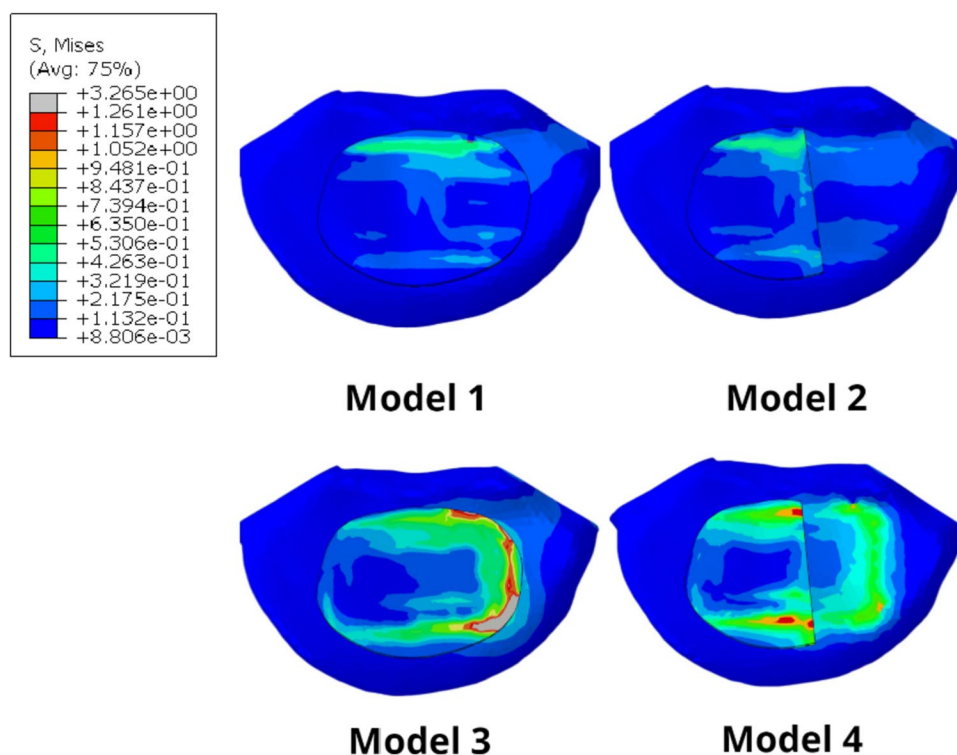 S, Mises
(Avg: 75%)
+3.265e+00
+1.261e+00
+1.157e+00
+1.052e+00
+9.481e-01
+8.437e-01
+7.394e-01
+6.350e-01
+5.306e-01
+4.263e-01
+3.219e-01
+2.175e-01
+1.132e-01
+8.806e-03
Model 1
Model 2
Model 3
Model 4